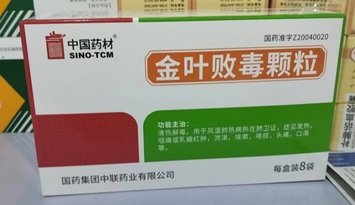 中国药材
SINO-TCM
国药准字Z20040020
金叶败毒颗粒
功能主治:
清热解毒。用于风温肺热病热在肺卫证,症见发热,
咽痛或乳蛾红肿,流涕,咳嗽,咯痰,头痛,口渴
等。
国药集团中联药业有限公司
每盒装8袋